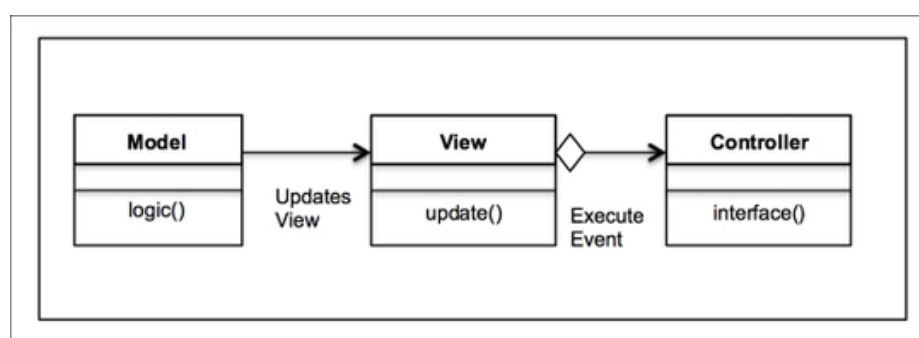 Model
logic()
Updates
View
View
update()
Execute
Event
Controller
interface()